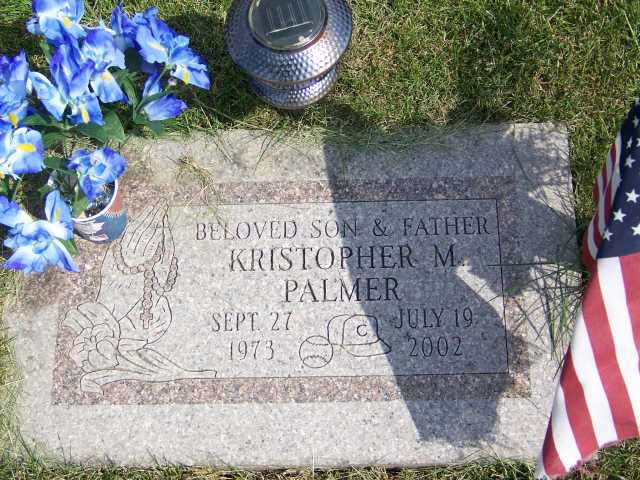 BELOVED SON & FATHER
KRISTOPHER M.
PALMER
SEPT. 27
1973
C
JULY 19
2002